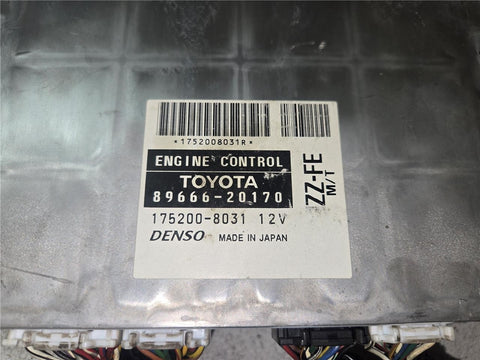 *1752008031R*
ENGINE CONTROL
TOYOTA
89666-20170
175200-8031 12V
DENSO MADE IN JAPAN
ZZ-FE
M/T